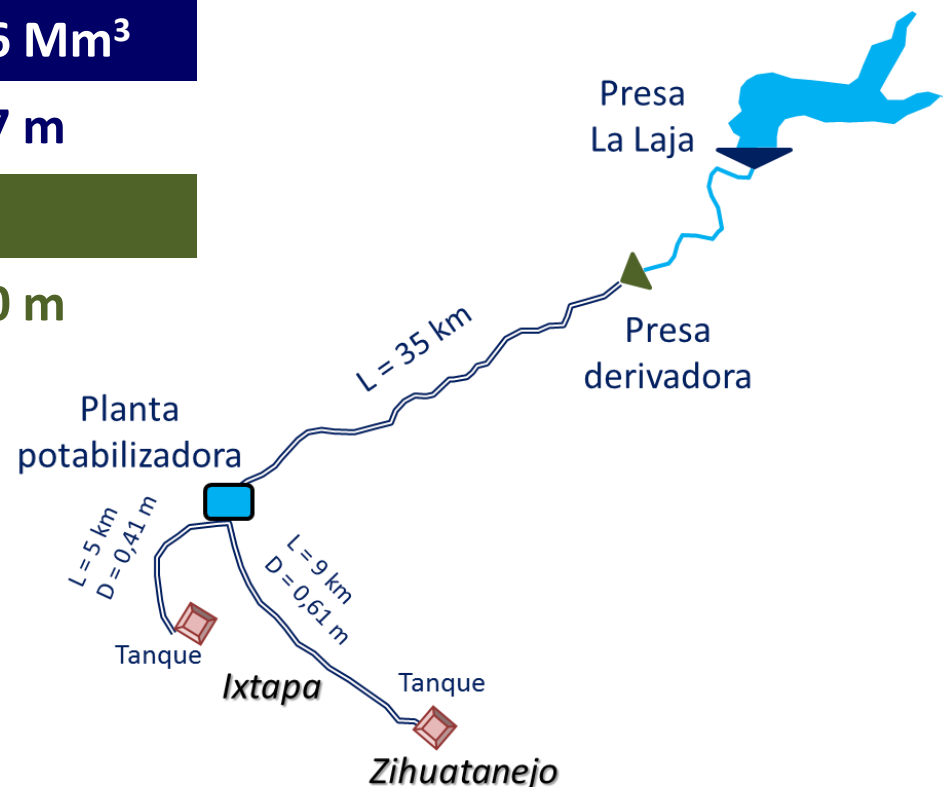 6 Mm³
7 m
0 m
Presa
La Laja
Presa
derivadora
L = 35 km
Planta
potabilizadora
L = 5 km
D = 0,41 m
L = 9 km
D = 0,61 m
Tanque
Ixtapa
Tanque
Zihuatanejo